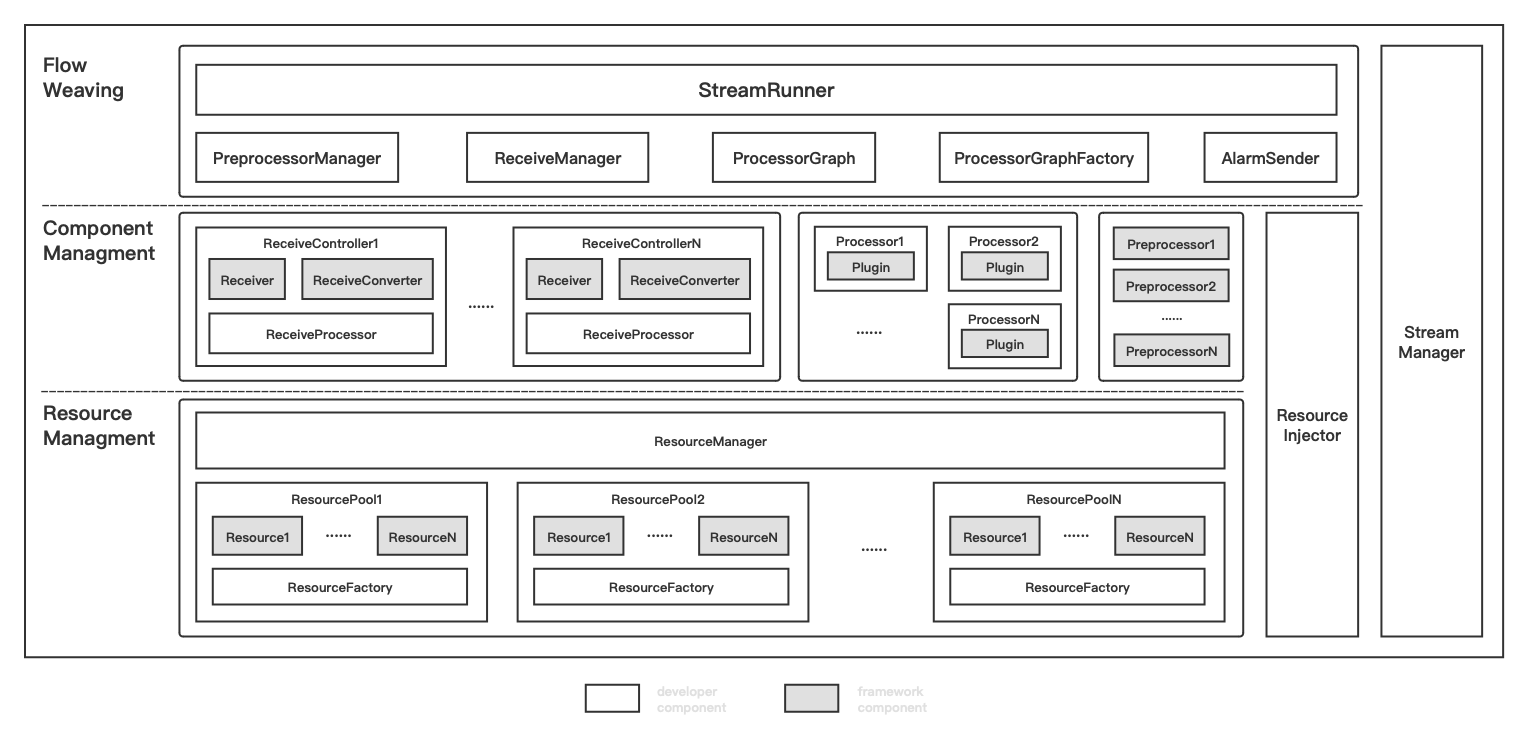 Flow
Weaving
StreamRunner
PreprocessorManager
ReceiveManager
ProcessorGraph
ProcessorGraphFactory
AlarmSender
Component
Managment
ReceiveController1
Receiver
ReceiveConverter
ReceiveProcessor
......
ReceiveControllerN
Receiver
ReceiveConverter
ReceiveProcessor
Processor1
Plugin
Processor2
Plugin
......
ProcessorN
Plugin
Preprocessor1
Preprocessor2
......
PreprocessorN
Resource
Managment
ResourceManager
ResourcePool1
Resource1
......
ResourceN
ResourceFactory
ResourcePool2
Resource1
......
ResourceN
ResourceFactory
......
ResourcePoolN
Resource1
......
ResourceN
ResourceFactory
Resource
Injector
Stream
Manager
developer
component
framework
component